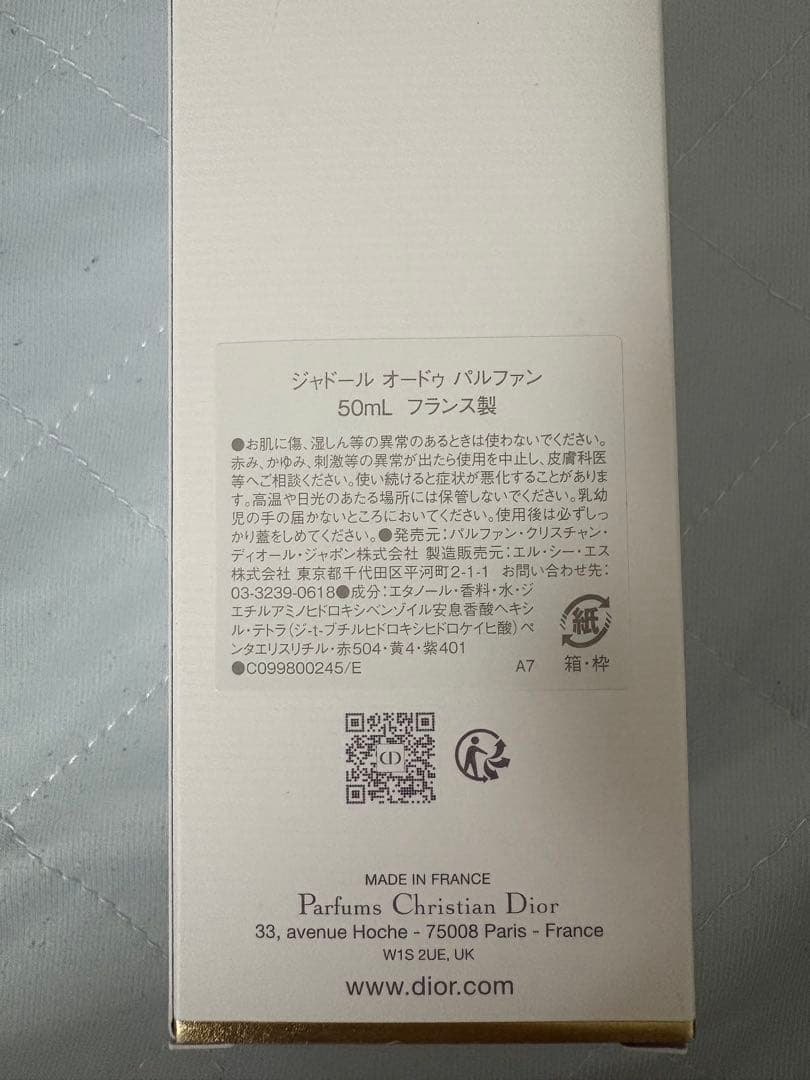 ジャドール オードゥ パルファン
50mL フランス製
●お肌に傷、湿しん等の異常のあるときは使わないでください。
赤み、かゆみ、刺激等の異常が出たら使用を中止し、皮膚科医
等へご相談ください。使い続けると症状が悪化することがありま
す。高温や日光のあたる場所には保管しないでください。乳幼
児の手の届かないところにおいてください。使用後は必ずしっ
かり蓋をしめてください。●発売元：パルファン・クリスチャン・
ディオール・ジャポン株式会社 製造販売元：エル・シー・エス
株式会社 東京都千代田区平河町2-1-1 お問い合わせ先：
03-3239-0618●成分：エタノール・香料・水・ジ
エチルアミノヒドロキシベンゾイル安息香酸ヘキシ
ル・テトラ(ジ-t-ブチルヒドロキシヒドロケイヒ酸)ペ
ンタエリスリチル・赤504・黄4・紫401
●C099800245/E A7
紙
箱・枠
CD
MADE IN FRANCE
Parfums Christian Dior
33, avenue Hoche - 75008 Paris - France
W1S 2UE, UK
www.dior.com